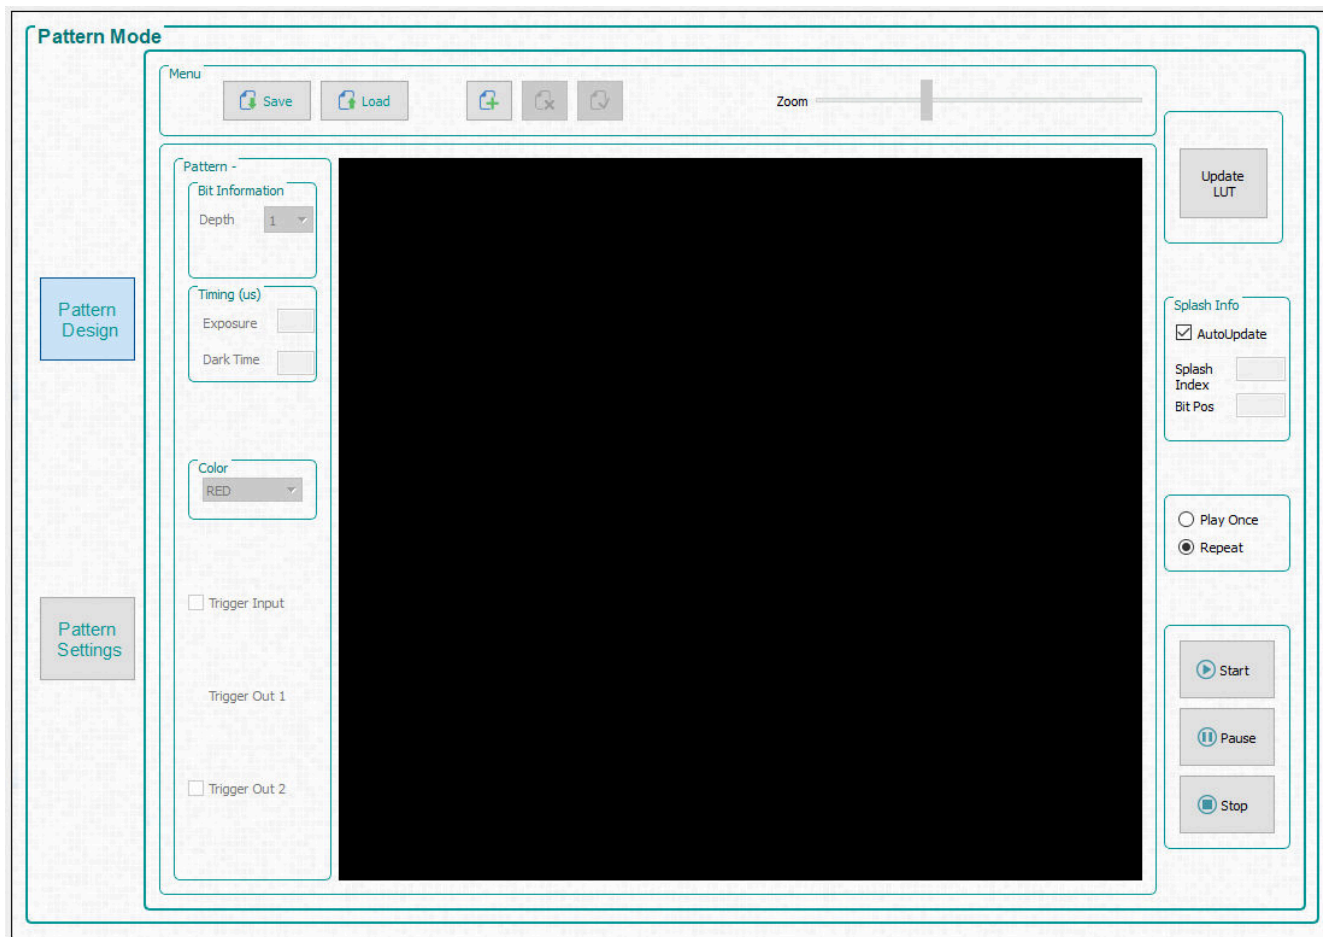 Pattern Mode
Menu
Save
Load
Zoom
Pattern -
Bit Information
Depth 1
Timing (us)
Exposure
Dark Time
Color
RED
Trigger Input
Trigger Out 1
Trigger Out 2
Pattern
Design
Pattern
Settings
Update
LUT
Splash Info
AutoUpdate
Splash
Index
Bit Pos
Play Once
Repeat
Start
Pause
Stop